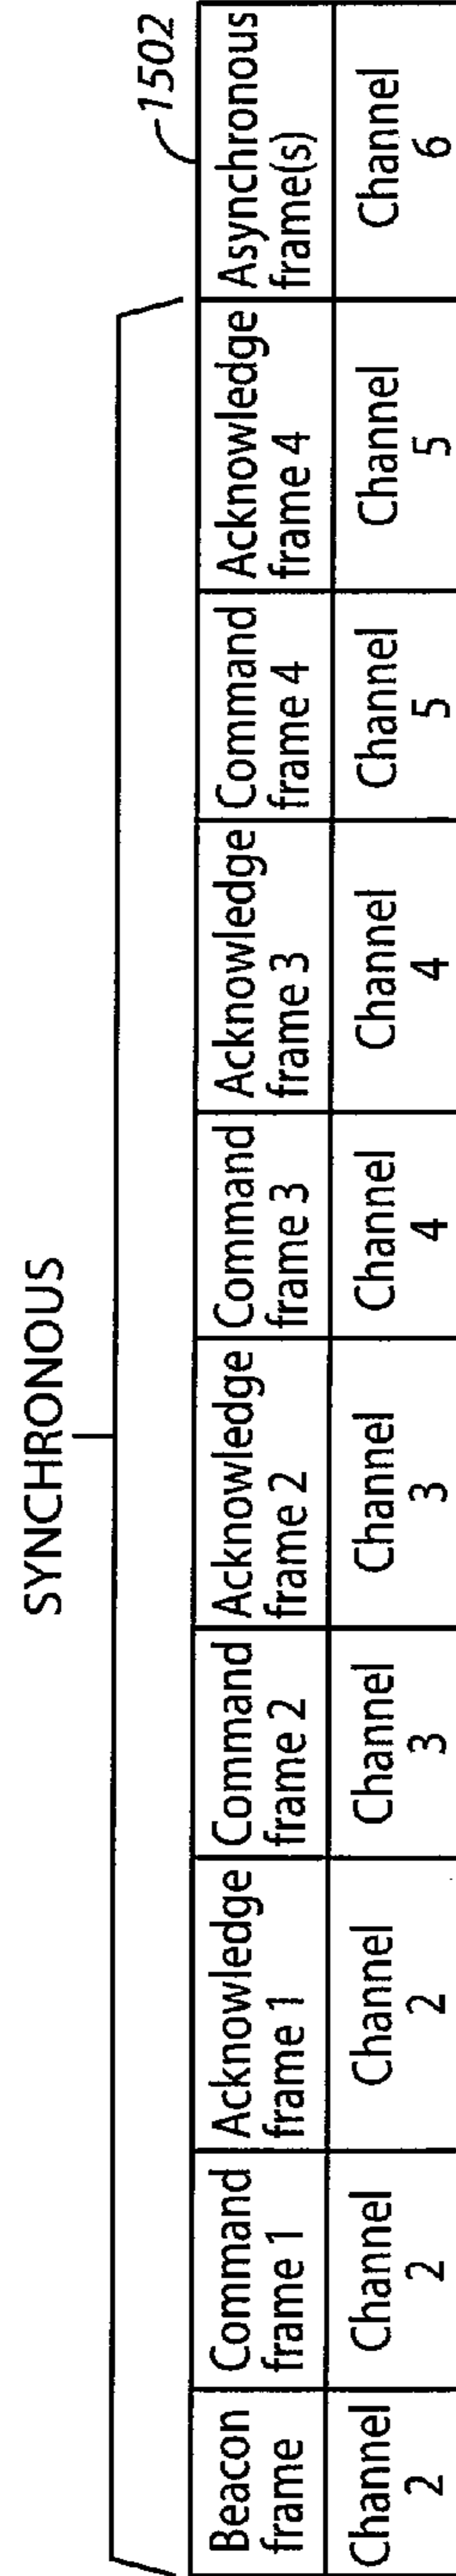 SYNCHRONOUS
1502
Beacon
frame
Command
frame 1
Acknowledge
frame 1
Command
frame 2
Acknowledge
frame 2
Command
frame 3
Acknowledge
frame 3
Command
frame 4
Acknowledge
frame 4
Asynchronous
frame(s)
Channel
2
Channel
2
Channel
2
Channel
3
Channel
3
Channel
4
Channel
4
Channel
5
Channel
5
Channel
6